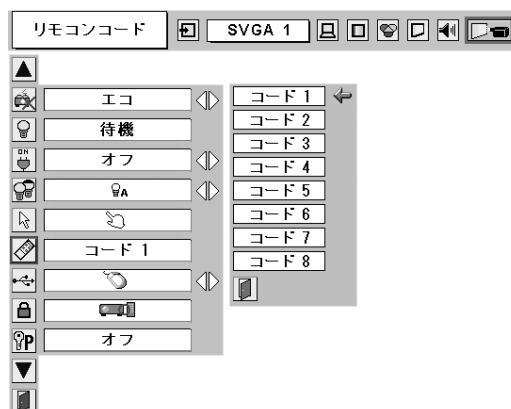 リモコンコード
SVGA 1
エコ
待機
ON
オフ
A
コード 1
P
オフ
コード 1
コード 2
コード 3
コード 4
コード 5
コード 6
コード 7
コード 8